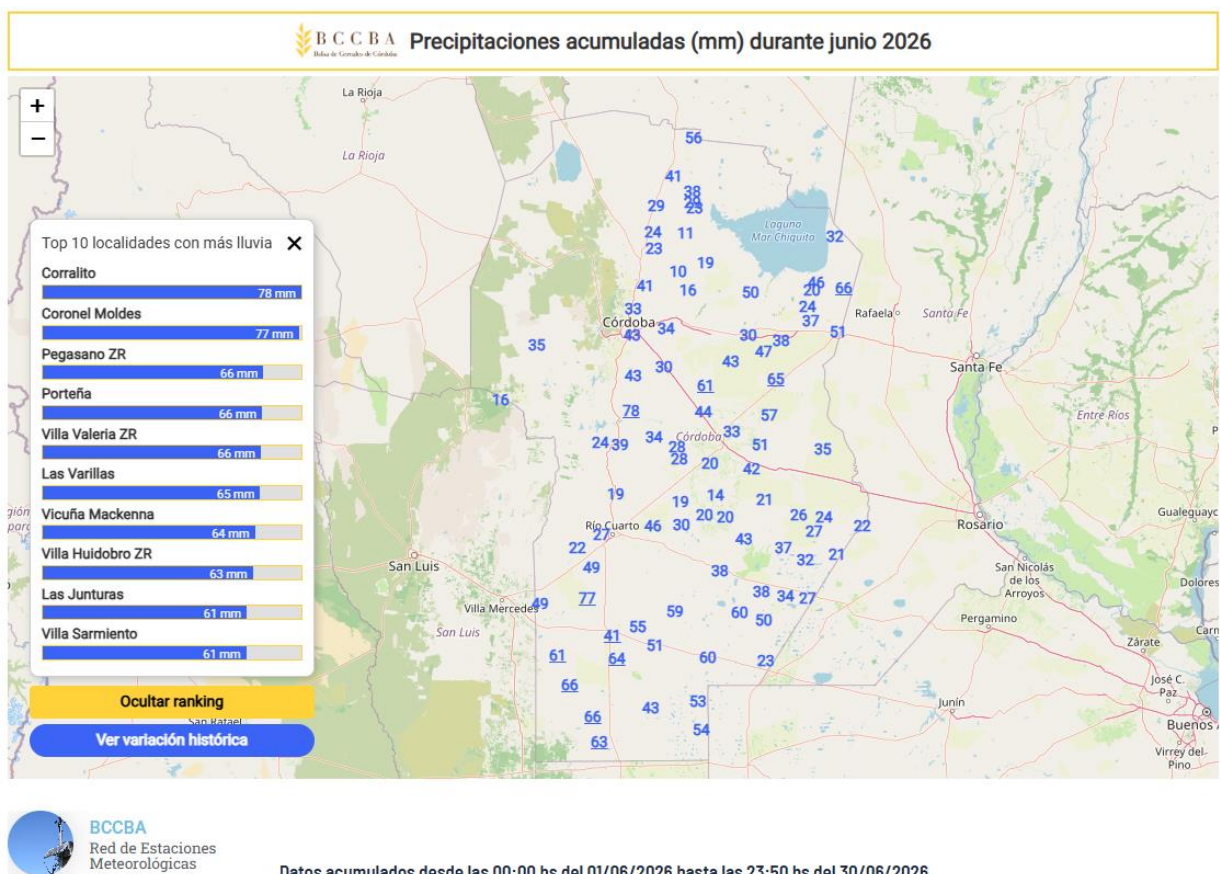 BCCBA
Bolsa de Cereales de Córdoba
Precipitaciones acumuladas (mm) durante junio 2026
+
−
La Rioja
La Rioja
56
41
38
29
23
29
24
11
23
Laguna
Mar Chiquita
32
19
10
41
16
50
46
20
66
24
33
37
Rafaela
Santa Fe
Córdoba
34
43
30
38
51
35
47
43
Santa Fe
30
43
61
65
16
78
44
57
Entre Ríos
34
Córdoba
33
24
39
28
51
35
28
20
42
19
19
14
21
20
20
26
24
Río Cuarto
46
30
27
22
Rosario
Gualeguayc
27
43
22
37
32
21
San Luis
49
38
San Nicolás
de los
Arroyos
Dolores
77
38
34
27
Villa Mercedes
49
59
60
50
Pergamino
San Luis
55
41
51
Zárate
Carm
61
64
60
23
66
José C.
Paz
43
53
Junín
66
54
Buenos A
63
Virrey del
Pino
Top 10 localidades con más lluvia ×
Corralito
78 mm
Coronel Moldes
77 mm
Pegasano ZR
66 mm
Porteña
66 mm
Villa Valeria ZR
66 mm
Las Varillas
65 mm
Vicuña Mackenna
64 mm
Villa Huidobro ZR
63 mm
Las Junturas
61 mm
Villa Sarmiento
61 mm
Ocultar ranking
San Rafael
Ver variación histórica
BCCBA
Red de Estaciones
Meteorológicas
Datos acumulados desde las 00:00 hs del 01/06/2026 hasta las 23:50 hs del 30/06/2026